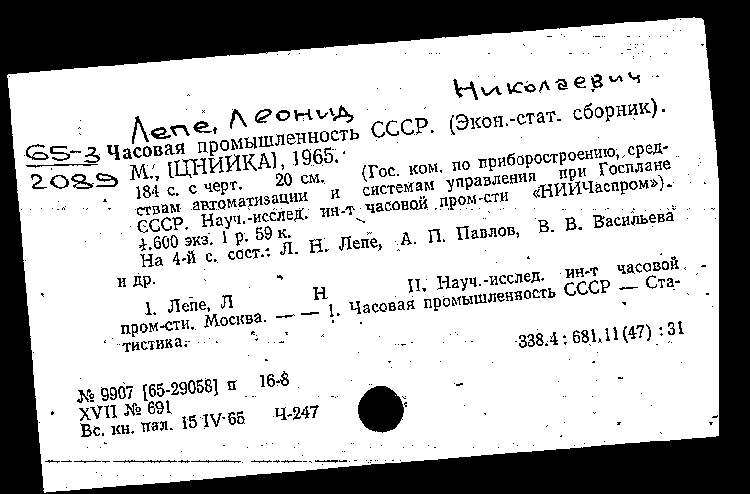 Лепе, Леонид Николаевич
65-3 Часовая промышленность СССР. (Экон.-стат. сборник).
2089 М., [ЦНИИКА], 1965.
184 с. с черт. 20 см. (Гос. ком. по приборостроению, сред-
ствам автоматизации и системам управления при Госплане
СССР. Науч.-исслед. ин-т часовой пром-сти «НИИЧаспром»).
1.600 экз. 1 р. 59 к.
На 4-й с. сост.: Л. Н. Лепе, А. П. Павлов, В. В. Васильева
и др.
I. Лепе, Л Н II. Науч.-исслед. ин-т часовой
пром-сти. Москва. — — 1. Часовая промышленность СССР — Ста-
тистика.
338.4 : 681.11(47) : 31
№ 9907 [65-29058] п 16-8
XVII № 691
Вс. кн. пал. 15 IV-65 Ч-247